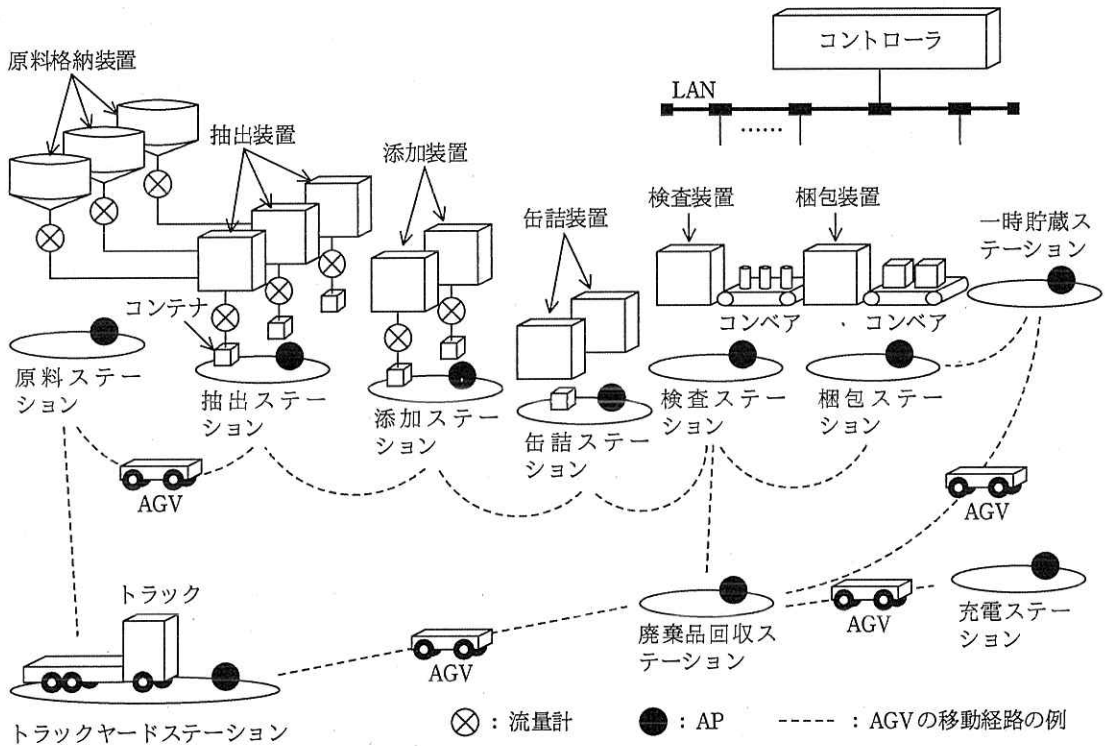 コントローラ
原料格納装置
LAN
抽出装置
添加装置
缶詰装置
検査装置
梱包装置
一時貯蔵ス
テーション
……
コンテナ
コンベア
コンベア
原料ステー
ション
抽出ステー
ション
添加ステー
ション
缶詰ステー
ション
検査ステー
ション
梱包ステー
ション
AGV
AGV
トラック
AGV
廃棄品回収ス
テーション
AGV
充電ステー
ション
トラックヤードステーション
：流量計
：AP
：AGVの移動経路の例